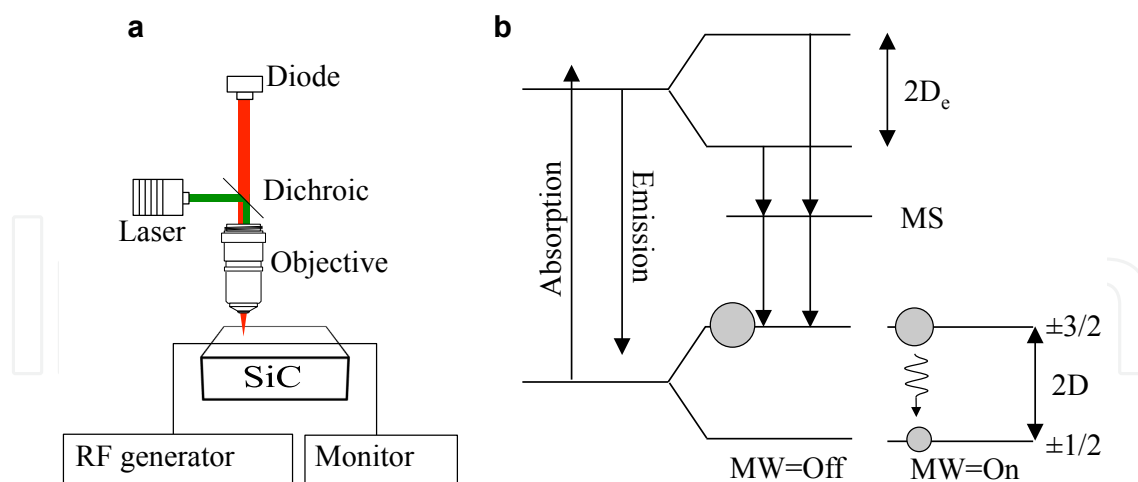 a
Diode
Dichroic
Laser
Objective
SiC
RF generator
Monitor
b
Absorption
Emission
2Dₑ
MS
±3/2
2D
±1/2
MW=Off
MW=On